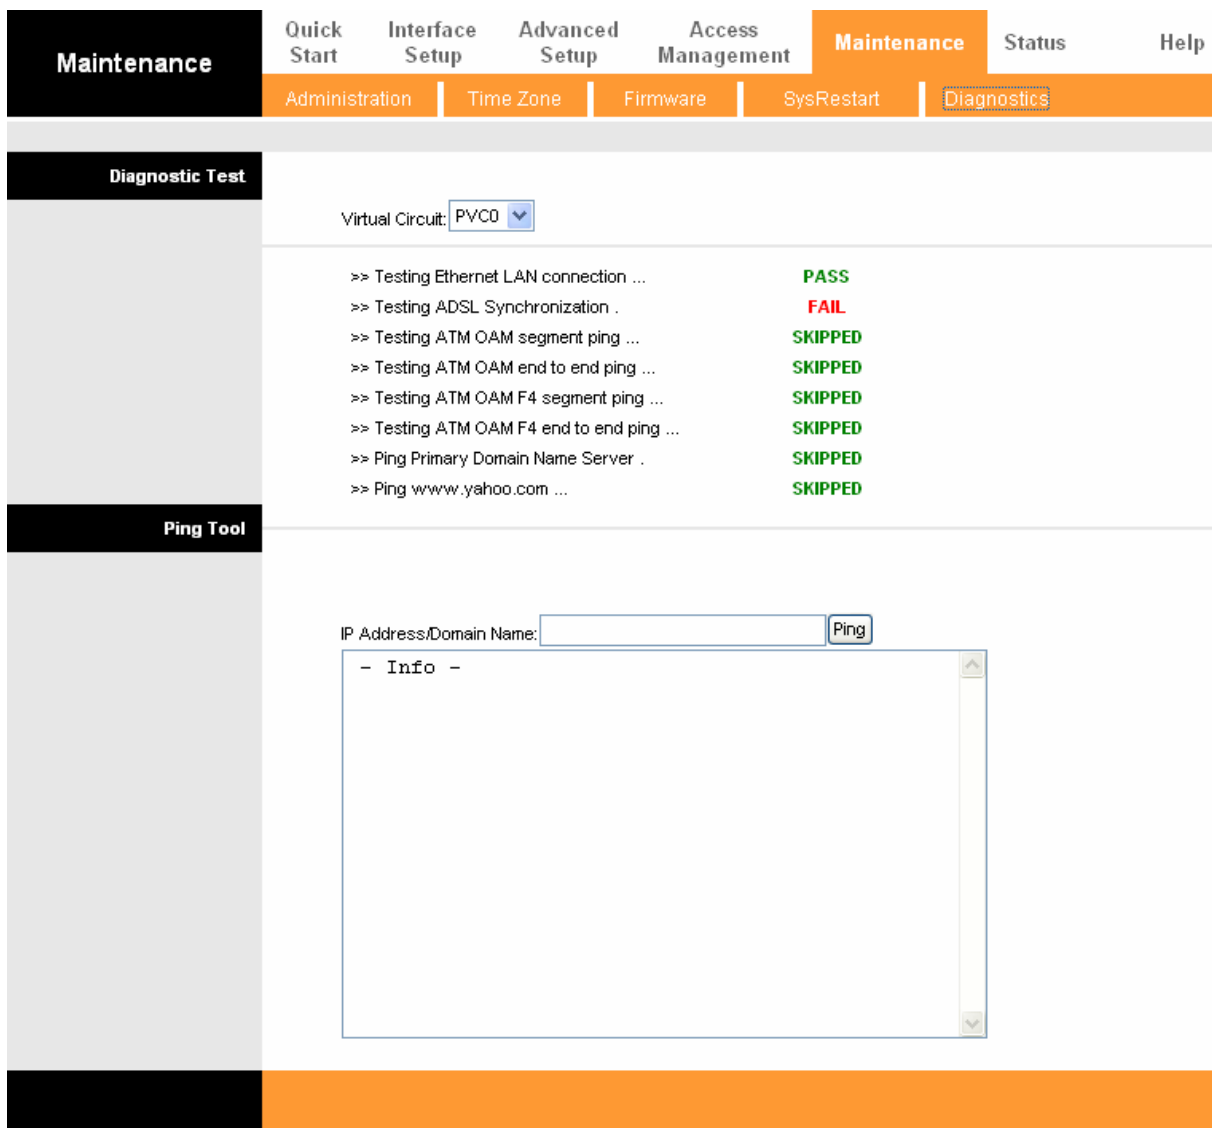 Maintenance
Quick Start
Interface Setup
Advanced Setup
Access Management
Maintenance
Status
Help
Administration
Time Zone
Firmware
SysRestart
Diagnostics
Diagnostic Test
Virtual Circuit: PVC0
>> Testing Ethernet LAN connection ... PASS
>> Testing ADSL Synchronization . FAIL
>> Testing ATM OAM segment ping ... SKIPPED
>> Testing ATM OAM end to end ping ... SKIPPED
>> Testing ATM OAM F4 segment ping ... SKIPPED
>> Testing ATM OAM F4 end to end ping ... SKIPPED
>> Ping Primary Domain Name Server . SKIPPED
>> Ping www.yahoo.com ... SKIPPED
Ping Tool
IP Address/Domain Name: Ping
- Info -